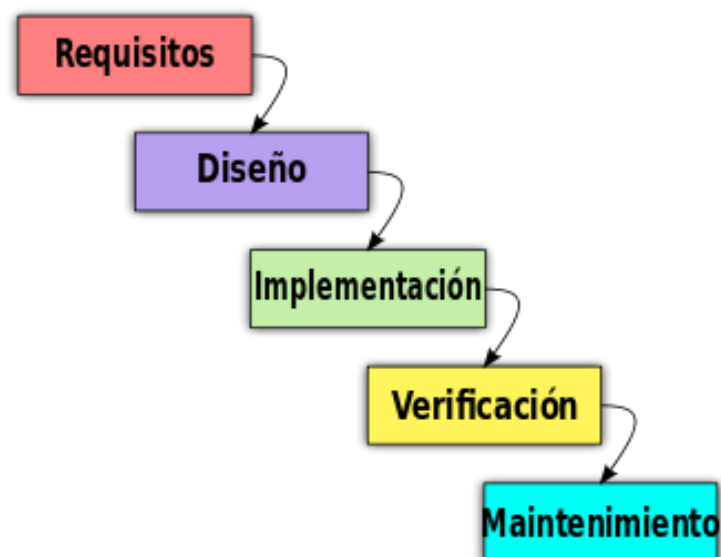 Requisitos
Diseño
Implementación
Verificación
Maintenimiento